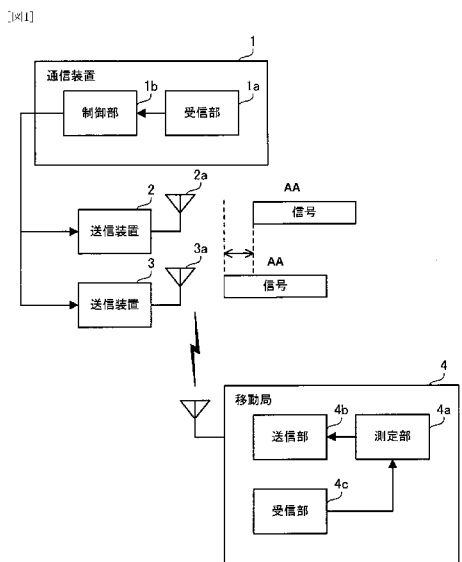 [図1]
1
通信装置
1b
1a
制御部
受信部
2
2a
送信装置
AA
信号
3
3a
送信装置
AA
信号
4
移動局
4b
4a
送信部
測定部
4c
受信部